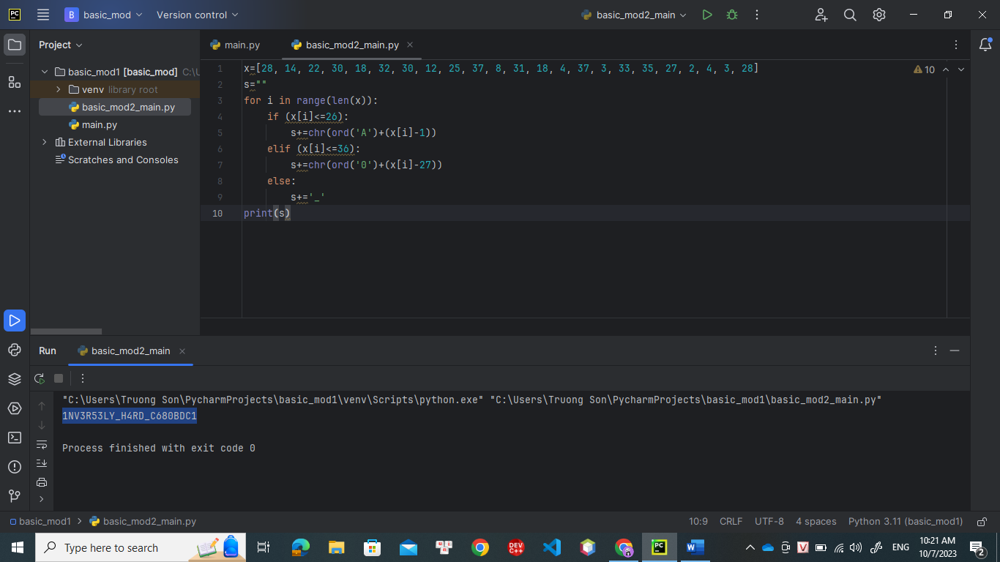 PC
B basic_mod Version control basic_mod2_main
Project main.py basic_mod2_main.py
basic_mod1 [basic_mod] C:\U
venv library root
basic_mod2_main.py
main.py
External Libraries
Scratches and Consoles
10
1 x=[28, 14, 22, 30, 18, 32, 30, 12, 25, 37, 8, 31, 18, 4, 37, 3, 33, 35, 27, 2, 4, 3, 28]
2 s=""
3 for i in range(len(x)):
4     if (x[i]<=26):
5         s+=chr(ord('A')+(x[i]-1))
6     elif (x[i]<=36):
7         s+=chr(ord('0')+(x[i]-27))
8     else:
9         s+='_'
10 print(s)
Run basic_mod2_main
"C:\Users\Truong Son\PycharmProjects\basic_mod1\venv\Scripts\python.exe" "C:\Users\Truong Son\PycharmProjects\basic_mod1\basic_mod2_main.py"
1NV3R53LY_H4RD_C680BDC1
Process finished with exit code 0
basic_mod1 > basic_mod2_main.py 10:9 CRLF UTF-8 4 spaces Python 3.11 (basic_mod1)
Type here to search DEV C++ PC W V ENG 10:21 AM
10/7/2023 2